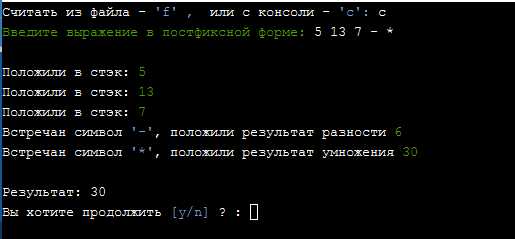 Считать из файла - 'f' ,  или с консоли - 'c': c
Введите выражение в постфиксной форме: 5 13 7 - *
Положили в стэк: 5
Положили в стэк: 13
Положили в стэк: 7
Встречан символ '-', положили результат разности 6
Встречан символ '*', положили результат умножения 30
Результат: 30
Вы хотите продолжить [y/n] ? :